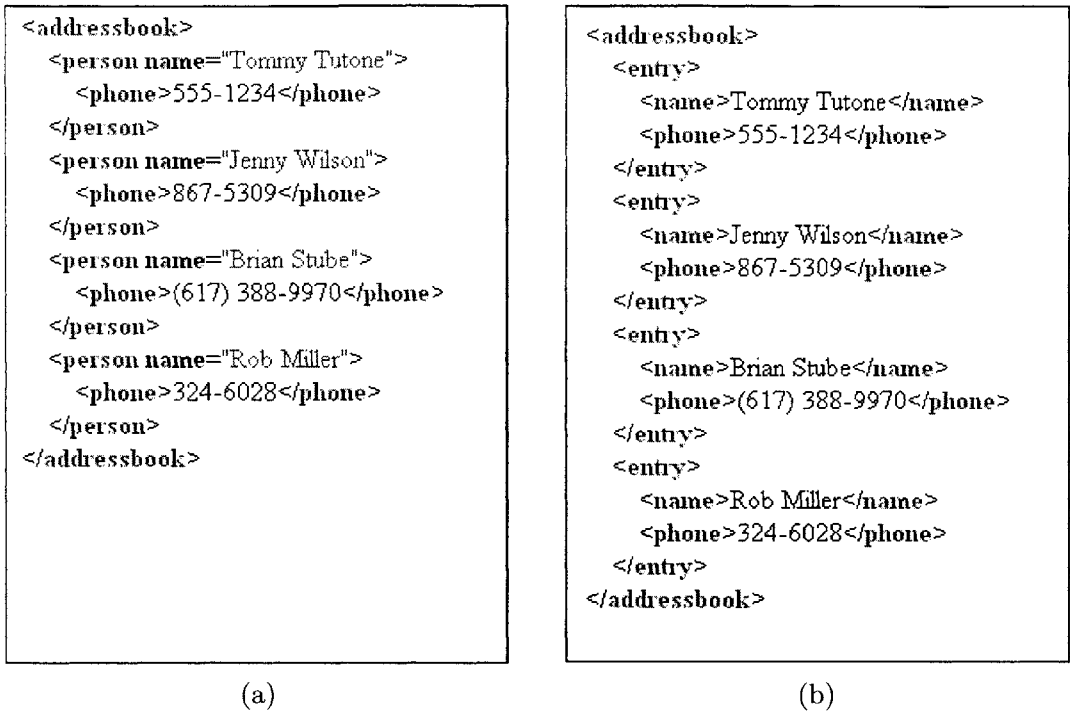 <addressbook>
<person name="Tommy Tutone">
<phone>555-1234</phone>
</person>
<person name="Jenny Wilson">
<phone>867-5309</phone>
</person>
<person name="Brian Stube">
<phone>(617) 388-9970</phone>
</person>
<person name="Rob Miller">
<phone>324-6028</phone>
</person>
</addressbook>
(a)
<addressbook>
<entry>
<name>Tommy Tutone</name>
<phone>555-1234</phone>
</entry>
<entry>
<name>Jenny Wilson</name>
<phone>867-5309</phone>
</entry>
<entry>
<name>Brian Stube</name>
<phone>(617) 388-9970</phone>
</entry>
<entry>
<name>Rob Miller</name>
<phone>324-6028</phone>
</entry>
</addressbook>
(b)